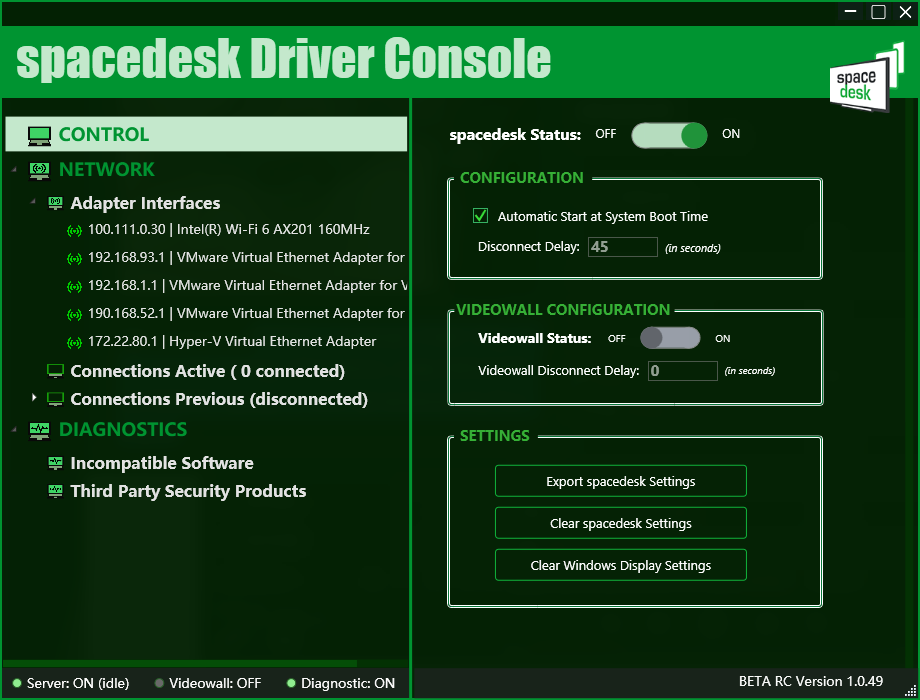 spacedesk Driver Console
space
desk
CONTROL
NETWORK
Adapter Interfaces
100.111.0.30 | Intel(R) Wi-Fi 6 AX201 160MHz
192.168.93.1 | VMware Virtual Ethernet Adapter for
192.168.1.1 | VMware Virtual Ethernet Adapter for V
190.168.52.1 | VMware Virtual Ethernet Adapter for
172.22.80.1 | Hyper-V Virtual Ethernet Adapter
Connections Active ( 0 connected)
Connections Previous (disconnected)
DIAGNOSTICS
Incompatible Software
Third Party Security Products
spacedesk Status: OFF ON
CONFIGURATION
Automatic Start at System Boot Time
Disconnect Delay: 45 (in seconds)
VIDEOWALL CONFIGURATION
Videowall Status: OFF ON
Videowall Disconnect Delay: 0 (in seconds)
SETTINGS
Export spacedesk Settings
Clear spacedesk Settings
Clear Windows Display Settings
Server: ON (idle) Videowall: OFF Diagnostic: ON
BETA RC Version 1.0.49